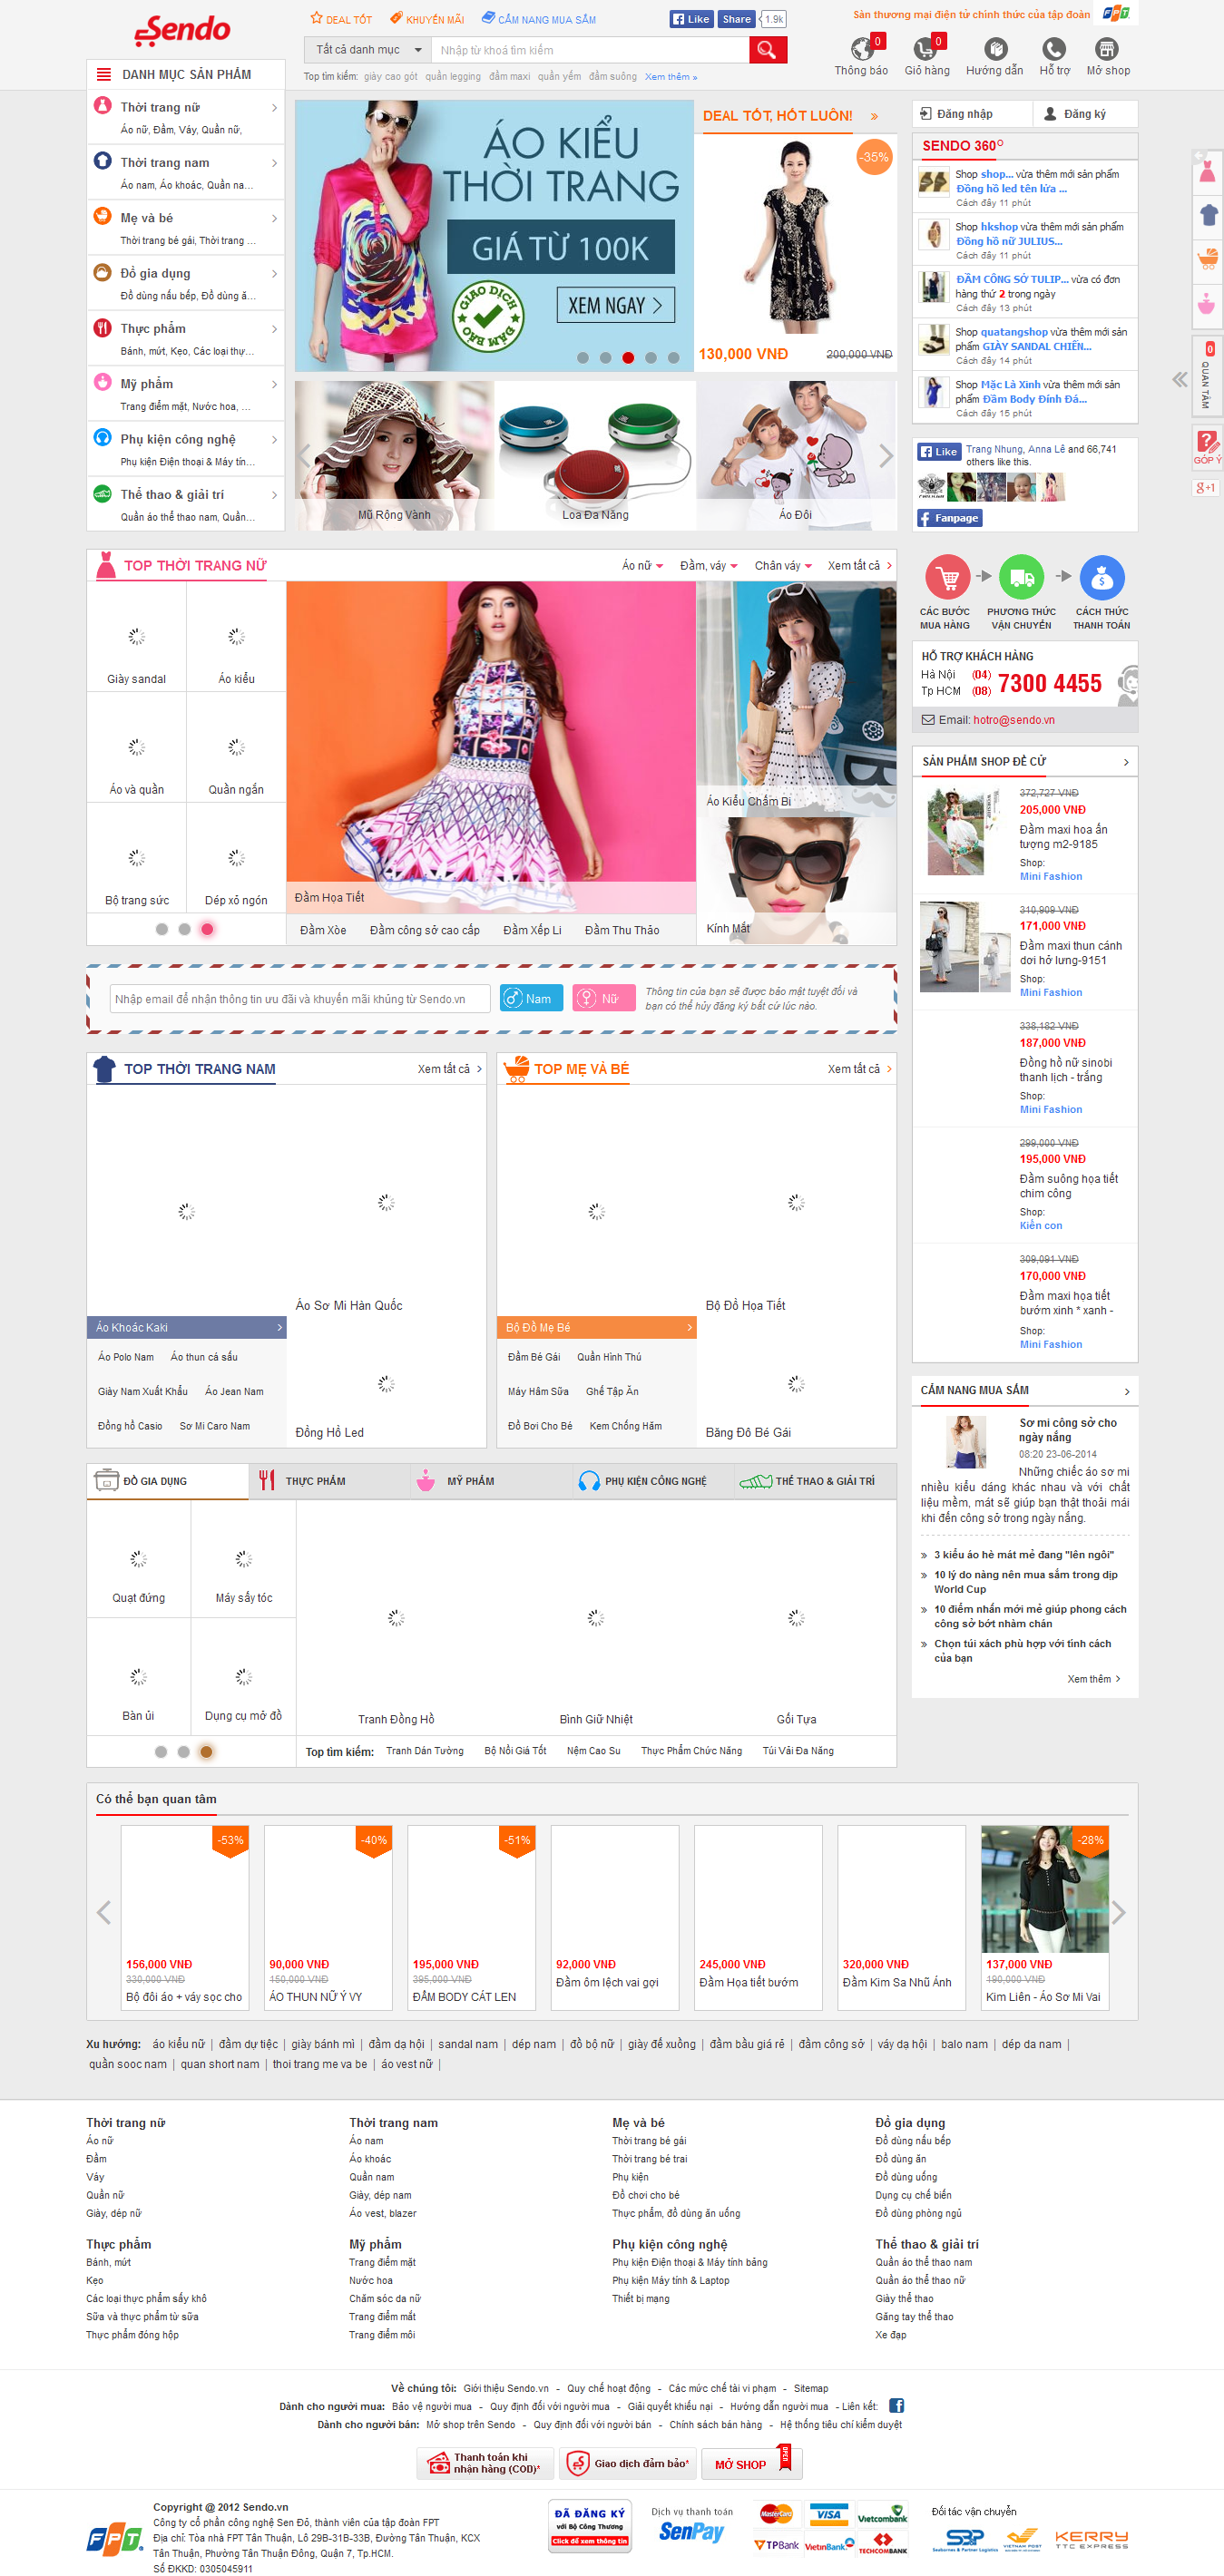 Sendo
DEAL TỐT
KHUYẾN MÃI
CẨM NANG MUA SẮM
Like
Share
1.9k
Sàn thương mại điện tử chính thức của tập đoàn
FPT
Tất cả danh mục
Nhập từ khoá tìm kiếm
Top tìm kiếm: giày cao gót quần legging đầm maxi quần yếm đầm suông Xem thêm »
0
0
Thông báo
Giỏ hàng
Hướng dẫn
Hỗ trợ
Mở shop
DANH MỤC SẢN PHẨM
Thời trang nữ
Áo nữ, Đầm, Váy, Quần nữ,
Thời trang nam
Áo nam, Áo khoác, Quần na...
Mẹ và bé
Thời trang bé gái, Thời trang ...
Đồ gia dụng
Đồ dùng nấu bếp, Đồ dùng ă...
Thực phẩm
Bánh, mứt, Kẹo, Các loại thự...
Mỹ phẩm
Trang điểm mặt, Nước hoa, ...
Phụ kiện công nghệ
Phụ kiện Điện thoại & Máy tín...
Thể thao & giải trí
Quần áo thể thao nam, Quần...
ÁO KIỂU
THỜI TRANG
GIÁ TỪ 100K
GIAO DỊCH
ĐẢM BẢO
XEM NGAY
DEAL TỐT, HỐT LUÔN! »
-35%
130,000 VNĐ
200,000 VNĐ
Mũ Rộng Vành
Loa Đa Năng
Áo Đôi
Đăng nhập
Đăng ký
SENDO 360°
Shop shop... vừa thêm mới sản phẩm
Đồng hồ led tên lửa ...
Cách đây 11 phút
Shop hkshop vừa thêm mới sản phẩm
Đồng hồ nữ JULIUS...
Cách đây 11 phút
ĐẦM CÔNG SỞ TULIP... vừa có đơn
hàng thứ 2 trong ngày
Cách đây 13 phút
Shop quatangshop vừa thêm mới sản
phẩm GIÀY SANDAL CHIẾN...
Cách đây 14 phút
Shop Mặc Là Xinh vừa thêm mới sản
phẩm Đầm Body Đính Đá...
Cách đây 15 phút
0
QUAN TÂM
GÓP Ý
g+1
Like
Trang Nhung, Anna Lê and 66,741
others like this.
Fanpage
TOP THỜI TRANG NỮ
Áo nữ
Đầm, váy
Chân váy
Xem tất cả
Giày sandal
Áo kiểu
Áo và quần
Quần ngắn
Bộ trang sức
Dép xỏ ngón
Đầm Họa Tiết
Áo Kiểu Chấm Bi
Kính Mắt
Đầm Xòe
Đầm công sở cao cấp
Đầm Xếp Li
Đầm Thu Thảo
CÁC BƯỚC
MUA HÀNG
PHƯƠNG THỨC
VẬN CHUYỂN
CÁCH THỨC
THANH TOÁN
HỖ TRỢ KHÁCH HÀNG
Hà Nội (04)
Tp HCM (08)
7300 4455
Email: hotro@sendo.vn
SẢN PHẨM SHOP ĐỀ CỬ
372,727 VNĐ
205,000 VNĐ
Đầm maxi hoa ấn
tượng m2-9185
Shop:
Mini Fashion
310,909 VNĐ
171,000 VNĐ
Đầm maxi thun cánh
dơi hở lưng-9151
Shop:
Mini Fashion
338,182 VNĐ
187,000 VNĐ
Đồng hồ nữ sinobi
thanh lịch - trắng
Shop:
Mini Fashion
299,000 VNĐ
195,000 VNĐ
Đầm suông họa tiết
chim công
Shop:
Kiến con
309,091 VNĐ
170,000 VNĐ
Đầm maxi họa tiết
bướm xinh * xanh -
Shop:
Mini Fashion
Nhập email để nhận thông tin ưu đãi và khuyến mãi khủng từ Sendo.vn
Nam
Nữ
Thông tin của bạn sẽ được bảo mật tuyệt đối và
bạn có thể hủy đăng ký bất cứ lúc nào.
TOP THỜI TRANG NAM
Xem tất cả
Áo Sơ Mi Hàn Quốc
Áo Khoác Kaki
Áo Polo Nam
Áo thun cá sấu
Giày Nam Xuất Khẩu
Áo Jean Nam
Đồng hồ Casio
Sơ Mi Caro Nam
Đồng Hồ Led
TOP MẸ VÀ BÉ
Xem tất cả
Bộ Đồ Họa Tiết
Bộ Đồ Mẹ Bé
Đầm Bé Gái
Quần Hình Thú
Máy Hâm Sữa
Ghế Tập Ăn
Đồ Bơi Cho Bé
Kem Chống Hăm
Băng Đô Bé Gái
CẨM NANG MUA SẮM
Sơ mi công sở cho
ngày nắng
08:20 23-06-2014
Những chiếc áo sơ mi
nhiều kiểu dáng khác nhau và với chất
liệu mềm, mát sẽ giúp bạn thật thoải mái
khi đến công sở trong ngày nắng.
3 kiểu áo hè mát mẻ đang "lên ngôi"
10 lý do nàng nên mua sắm trong dịp
World Cup
10 điểm nhấn mới mẻ giúp phong cách
công sở bớt nhàm chán
Chọn túi xách phù hợp với tính cách
của bạn
Xem thêm
ĐỒ GIA DỤNG
THỰC PHẨM
MỸ PHẨM
PHỤ KIỆN CÔNG NGHỆ
THỂ THAO & GIẢI TRÍ
Quạt đứng
Máy sấy tóc
Bàn ủi
Dụng cụ mở đồ
Tranh Đồng Hồ
Bình Giữ Nhiệt
Gối Tựa
Top tìm kiếm: Tranh Dán Tường Bộ Nồi Giá Tốt Nệm Cao Su Thực Phẩm Chức Năng Túi Vải Đa Năng
Có thể bạn quan tâm
-53%
156,000 VNĐ
330,000 VNĐ
Bộ đôi áo + váy sọc cho
-40%
90,000 VNĐ
150,000 VNĐ
ÁO THUN NỮ Ý VY
-51%
195,000 VNĐ
395,000 VNĐ
ĐẦM BODY CÁT LEN
92,000 VNĐ
Đầm ôm lệch vai gợi
245,000 VNĐ
Đầm Họa tiết bướm
320,000 VNĐ
Đầm Kim Sa Nhũ Ánh
-28%
137,000 VNĐ
190,000 VNĐ
Kim Liên - Áo Sơ Mi Vai
Xu hướng: áo kiểu nữ | đầm dự tiệc | giày bánh mì | đầm dạ hội | sandal nam | dép nam | đồ bộ nữ | giày đế xuồng | đầm bầu giá rẻ | đầm công sở | váy dạ hội | balo nam | dép da nam |
quần sooc nam | quan short nam | thoi trang me va be | áo vest nữ |
Thời trang nữ
Áo nữ
Đầm
Váy
Quần nữ
Giày, dép nữ
Thời trang nam
Áo nam
Áo khoác
Quần nam
Giày, dép nam
Áo vest, blazer
Mẹ và bé
Thời trang bé gái
Thời trang bé trai
Phụ kiện
Đồ chơi cho bé
Thực phẩm, đồ dùng ăn uống
Đồ gia dụng
Đồ dùng nấu bếp
Đồ dùng ăn
Đồ dùng uống
Dụng cụ chế biến
Đồ dùng phòng ngủ
Thực phẩm
Bánh, mứt
Kẹo
Các loại thực phẩm sấy khô
Sữa và thực phẩm từ sữa
Thực phẩm đóng hộp
Mỹ phẩm
Trang điểm mặt
Nước hoa
Chăm sóc da nữ
Trang điểm mắt
Trang điểm môi
Phụ kiện công nghệ
Phụ kiện Điện thoại & Máy tính bảng
Phụ kiện Máy tính & Laptop
Thiết bị mạng
Thể thao & giải trí
Quần áo thể thao nam
Quần áo thể thao nữ
Giày thể thao
Găng tay thể thao
Xe đạp
Về chúng tôi: Giới thiệu Sendo.vn - Quy chế hoạt động - Các mức chế tài vi phạm - Sitemap
Dành cho người mua: Bảo vệ người mua - Quy định đối với người mua - Giải quyết khiếu nại - Hướng dẫn người mua - Liên kết:
Dành cho người bán: Mở shop trên Sendo - Quy định đối với người bán - Chính sách bán hàng - Hệ thống tiêu chí kiểm duyệt
Thanh toán khi
nhận hàng (COD)*
Giao dịch đảm bảo*
MỞ SHOP
OPEN
FPT
Copyright @ 2012 Sendo.vn
Công ty cổ phần công nghệ Sen Đỏ, thành viên của tập đoàn FPT
Địa chỉ: Tòa nhà FPT Tân Thuận, Lô 29B-31B-33B, Đường Tân Thuận, KCX
Tân Thuận, Phường Tân Thuận Đông, Quận 7, Tp.HCM.
Số ĐKKD: 0305045911
ĐÃ ĐĂNG KÝ
với Bộ Công Thương
Click để xem thông tin
Dịch vụ thanh toán
SenPay
MasterCard
VISA
Vietcombank
TPBank
VietinBank
TECHCOMBANK
Đối tác vận chuyển
VIETNAM POST
KERRY
TTC EXPRESS